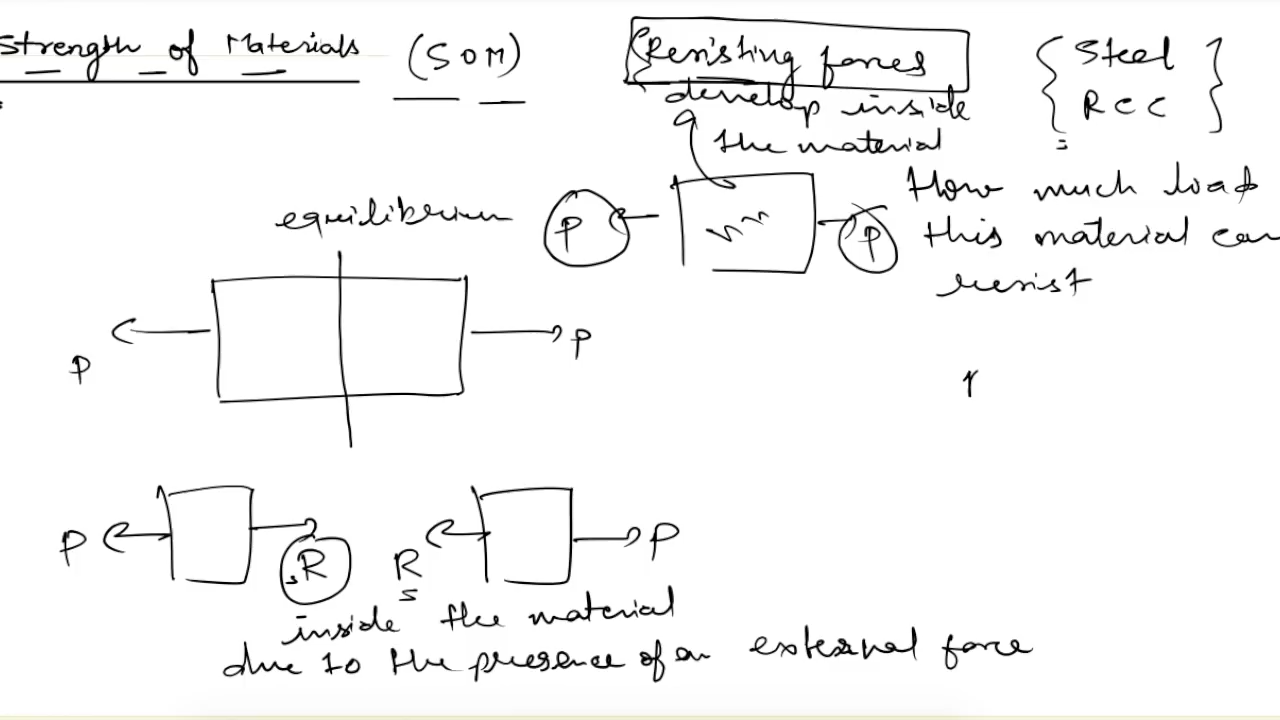 Strength of Materials (SOM)
Resisting forces
develop inside
the material
Steel
RCC
How much load
this material can
resist
equilibrium
P P
P P
P R R P
inside the material
due to the presence of an external force